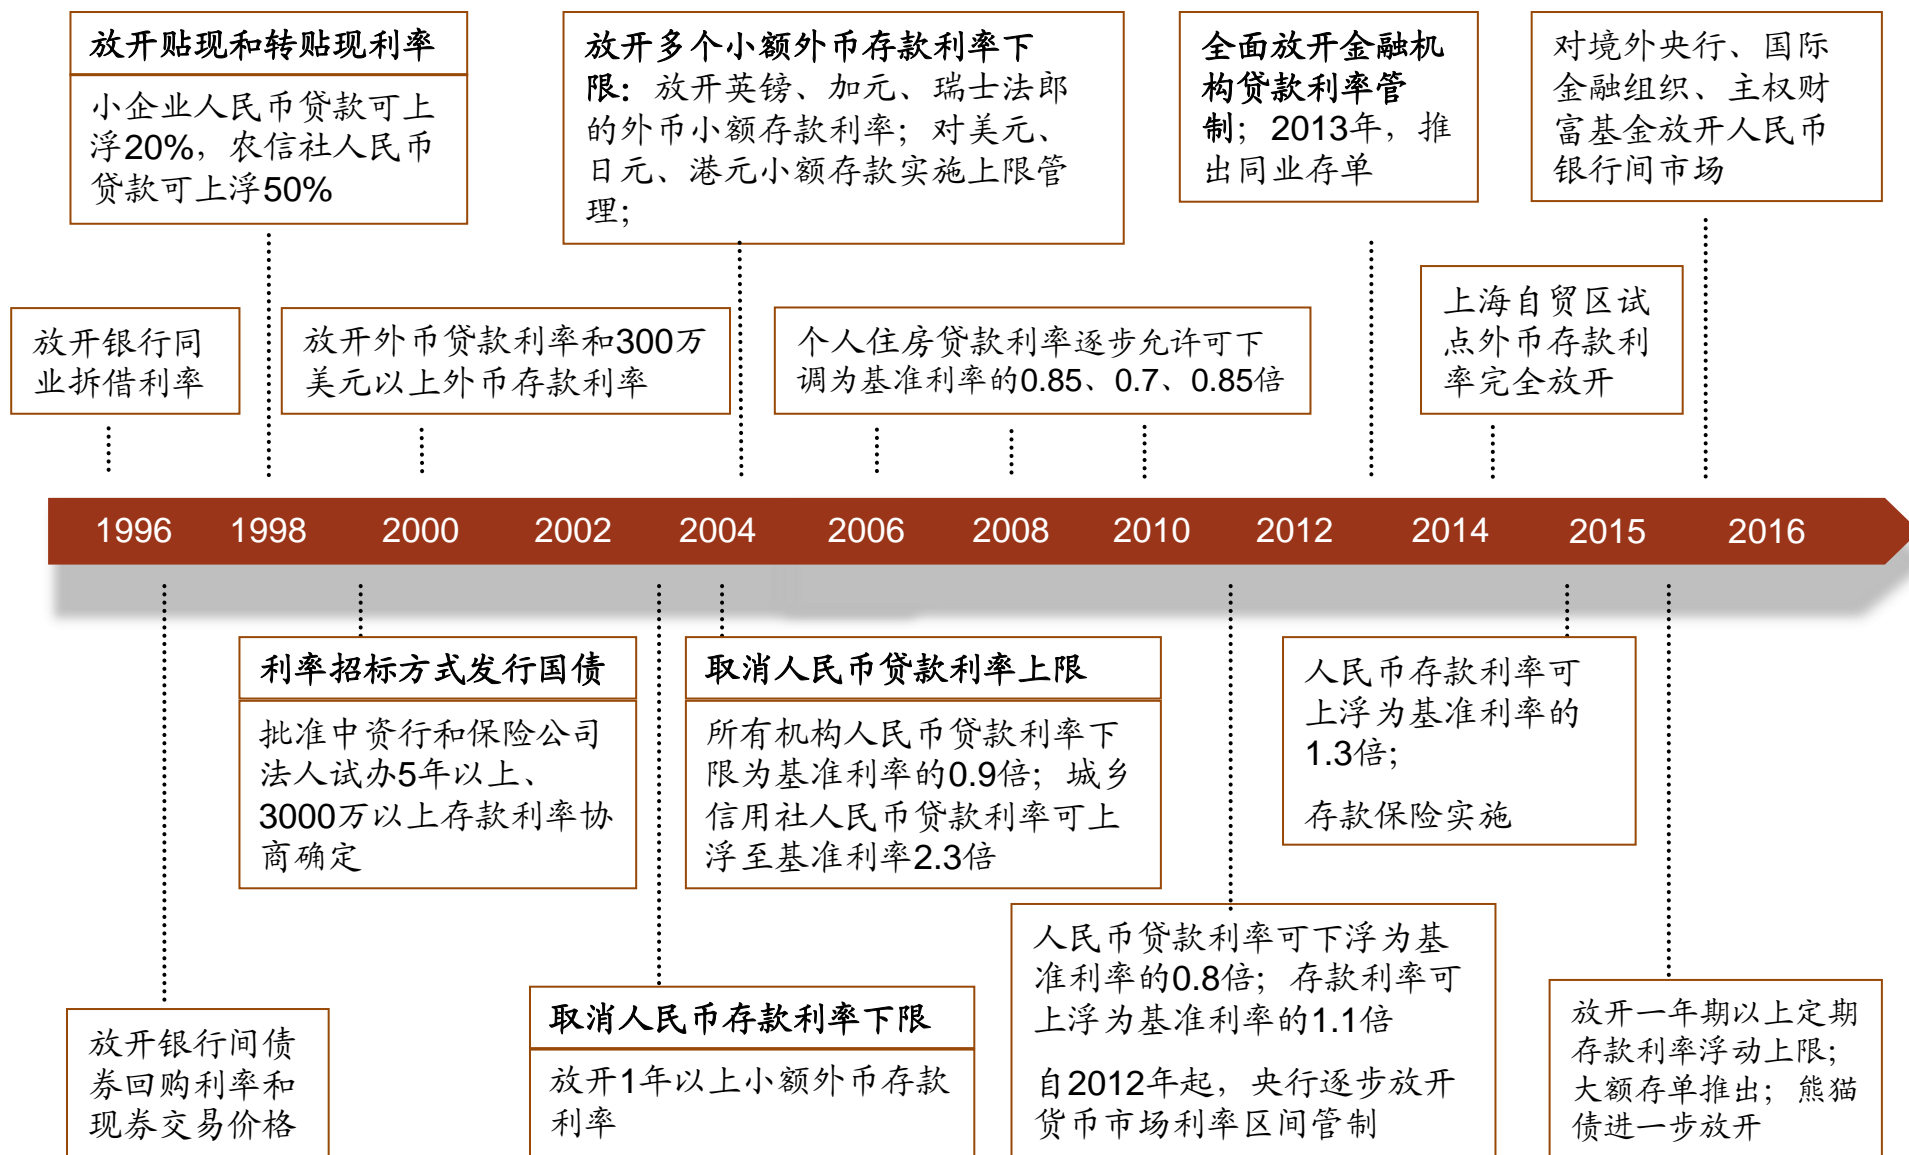 放开贴现和转贴现利率
小企业人民币贷款可上
浮20%，农信社人民币
贷款可上浮50%
放开多个小额外币存款利率下
限：放开英镑、加元、瑞士法郎
的外币小额存款利率；对美元、
日元、港元小额存款实施上限管
理；
全面放开金融机
构贷款利率管
制；2013年，推
出同业存单
对境外央行、国际
金融组织、主权财
富基金放开人民币
银行间市场
放开银行同
业拆借利率
放开外币贷款利率和300万
美元以上外币存款利率
个人住房贷款利率逐步允许可下
调为基准利率的0.85、0.7、0.85倍
上海自贸区试
点外币存款利
率完全放开
1996 1998 2000 2002 2004 2006 2008 2010 2012 2014 2015 2016
利率招标方式发行国债
批准中资行和保险公司
法人试办5年以上、
3000万以上存款利率协
商确定
取消人民币贷款利率上限
所有机构人民币贷款利率下
限为基准利率的0.9倍；城乡
信用社人民币贷款利率可上
浮至基准利率2.3倍
人民币存款利率可
上浮为基准利率的
1.3倍；
存款保险实施
放开银行间债
券回购利率和
现券交易价格
取消人民币存款利率下限
放开1年以上小额外币存款
利率
人民币贷款利率可下浮为基
准利率的0.8倍；存款利率可
上浮为基准利率的1.1倍
自2012年起，央行逐步放开
货币市场利率区间管制
放开一年期以上定期
存款利率浮动上限；
大额存单推出；熊猫
债进一步放开